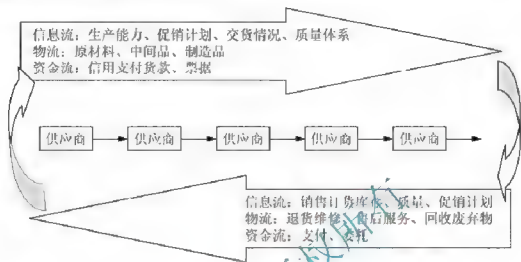 信息流：生产能力、促销计划、交货情况、质量体系
物流：原材料、中间品、制造品
资金流：信用支付货款、票据
供应商 供应商 供应商 供应商 供应商
信息流：销售订货库存、质量、促销计划
物流：退货维修、售后服务、回收废弃物
资金流：支付、
权所有